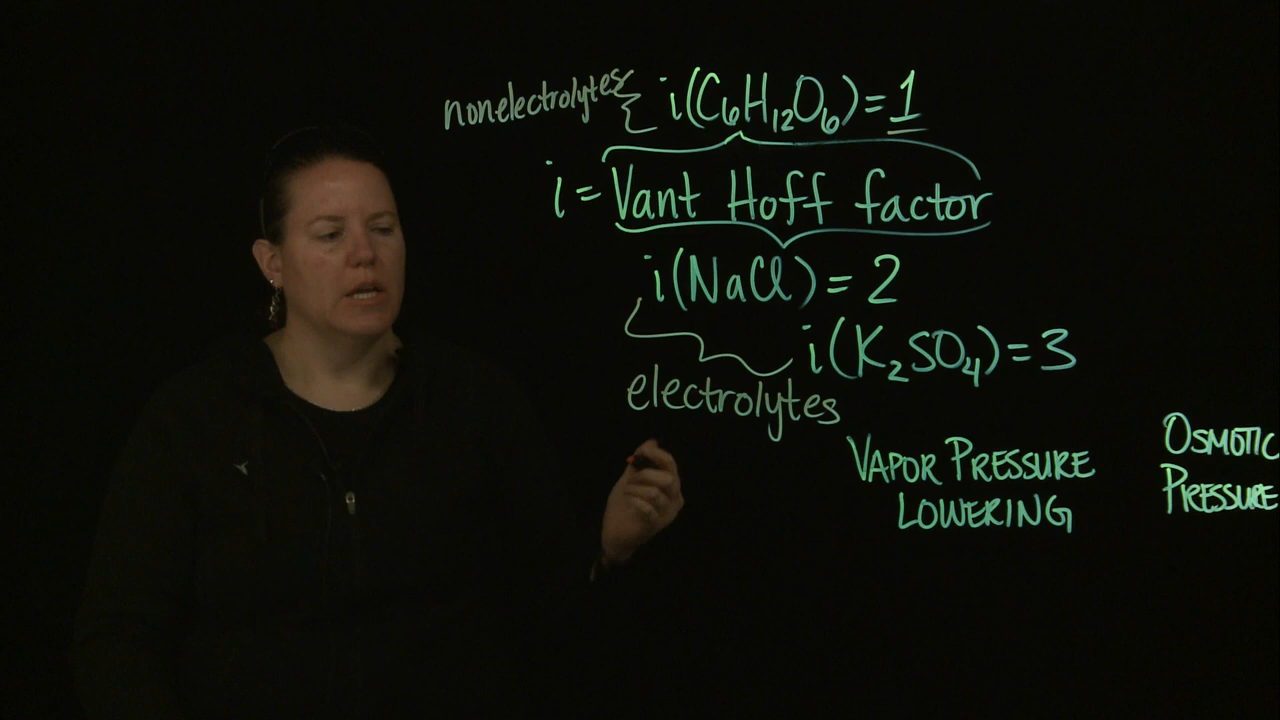 nonelectrolytes { i(C₆H₁₂O₆)=1
i = Vant Hoff factor
i(NaCl) = 2
i(K₂SO₄)=3
electrolytes
VAPOR PRESSURE
LOWERING
OSMOTIC
PRESSURE